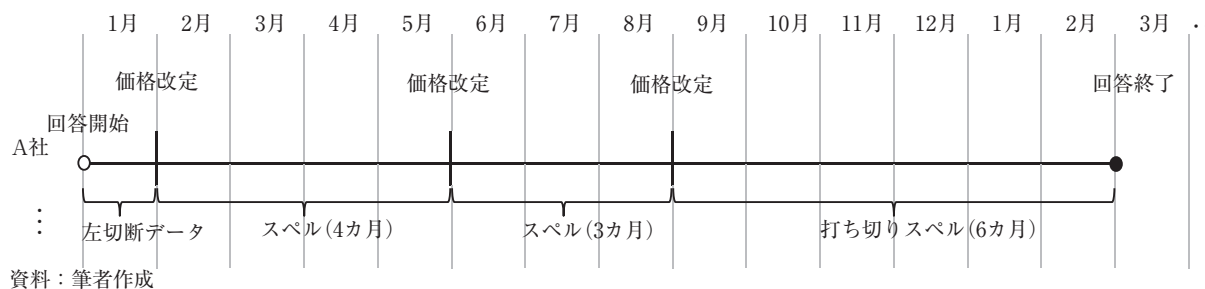 1月 2月 3月 4月 5月 6月 7月 8月 9月 10月 11月 12月 1月 2月 3月 ・
価格改定 価格改定 価格改定 回答終了
回答開始
A社
左切断データ スペル(4カ月) スペル(3カ月) 打ち切りスペル(6カ月)
⋮
資料：筆者作成